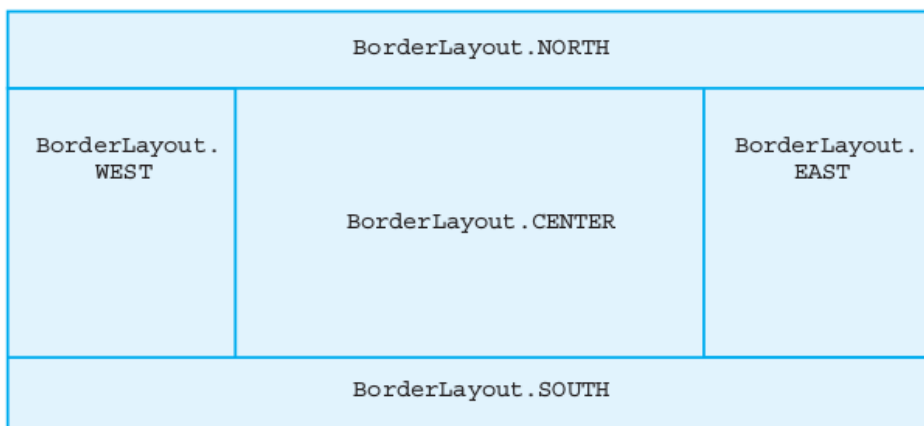 BorderLayout.NORTH
BorderLayout.
WEST
BorderLayout.CENTER
BorderLayout.
EAST
BorderLayout.SOUTH